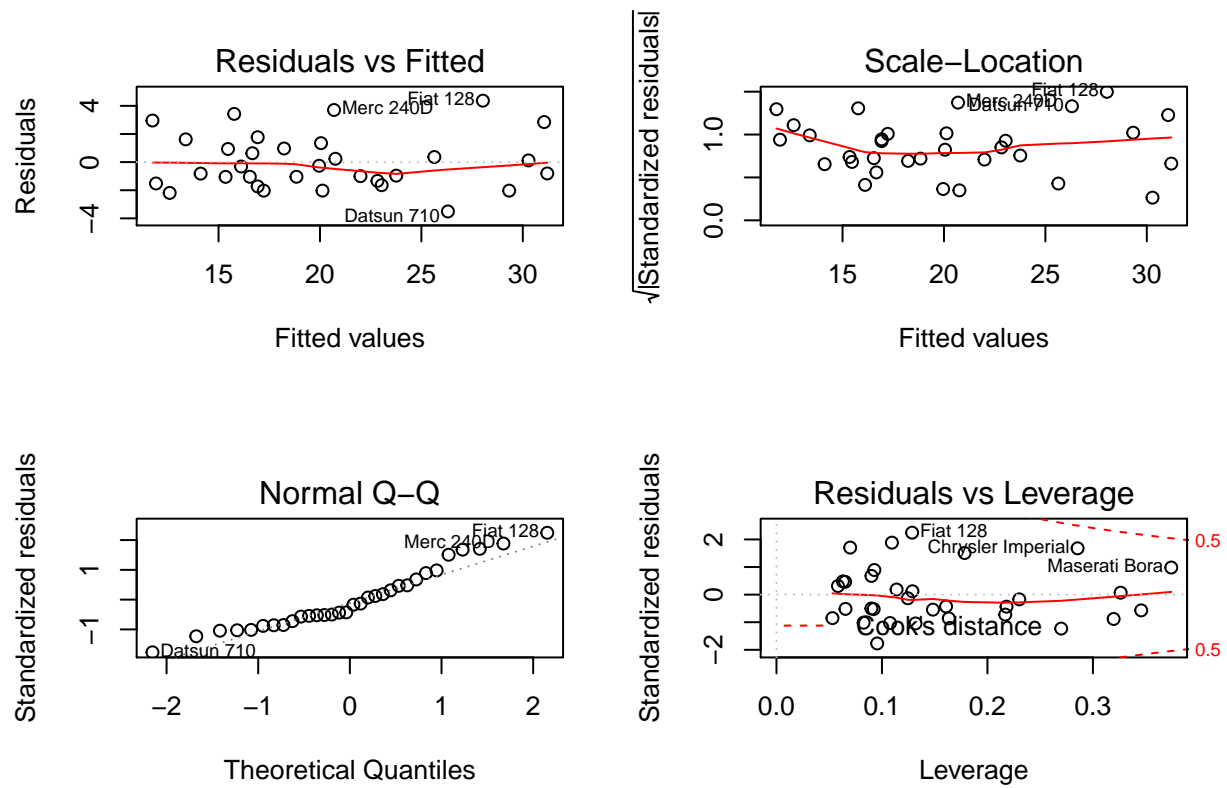 Residuals vs Fitted
Residuals
4
0
−4
Fiat 128
Merc 240D
Datsun 710
15
20
25
30
Fitted values
Scale−Location
√|Standardized residuals|
1.0
0.0
Fiat 128
Merc 240D
Datsun 710
15
20
25
30
Fitted values
Normal Q−Q
Standardized residuals
1
−1
Fiat 128
Merc 240D
Datsun 710
−2
−1
0
1
2
Theoretical Quantiles
Residuals vs Leverage
Standardized residuals
2
0
−2
Fiat 128
Chrysler Imperial
Maserati Bora
Cook's distance
0.5
0.5
0.0
0.1
0.2
0.3
Leverage